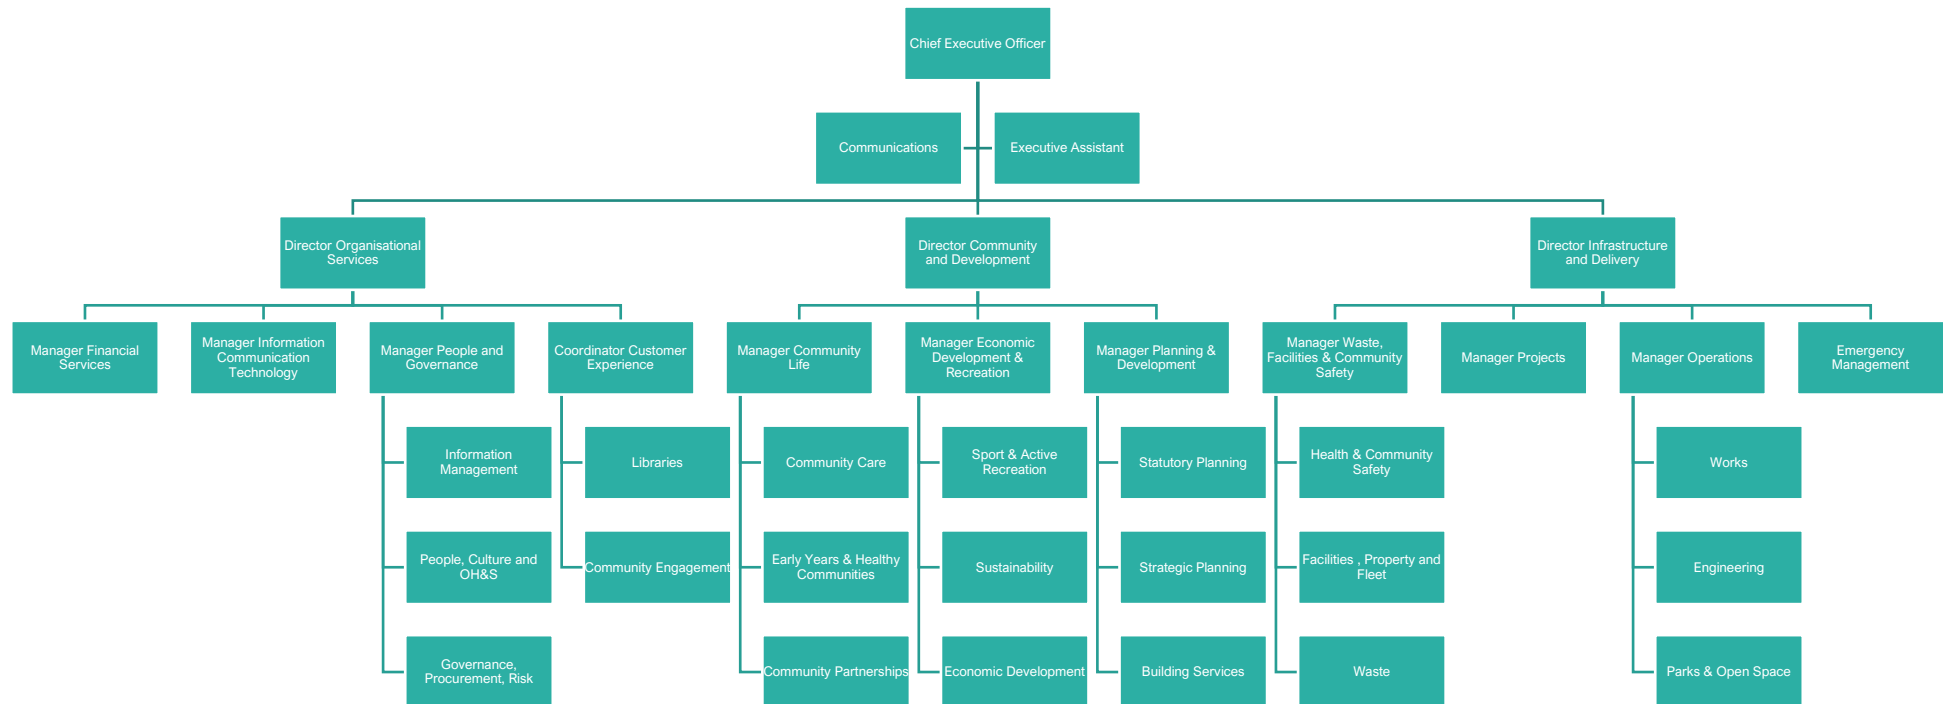 Chief Executive Officer
Communications
Executive Assistant
Director Organisational
Services
Director Community
and Development
Director Infrastructure
and Delivery
Manager Financial
Services
Manager Information
Communication
Technology
Manager People and
Governance
Coordinator Customer
Experience
Manager Community
Life
Manager Economic
Development &
Recreation
Manager Planning &
Development
Manager Waste,
Facilities & Community
Safety
Manager Projects
Manager Operations
Emergency
Management
Information
Management
Libraries
Community Care
Sport & Active
Recreation
Statutory Planning
Health & Community
Safety
Works
People, Culture and
OH&S
Community Engagement
Early Years & Healthy
Communities
Sustainability
Strategic Planning
Facilities , Property and
Fleet
Engineering
Governance,
Procurement, Risk
Community Partnerships
Economic Development
Building Services
Waste
Parks & Open Space